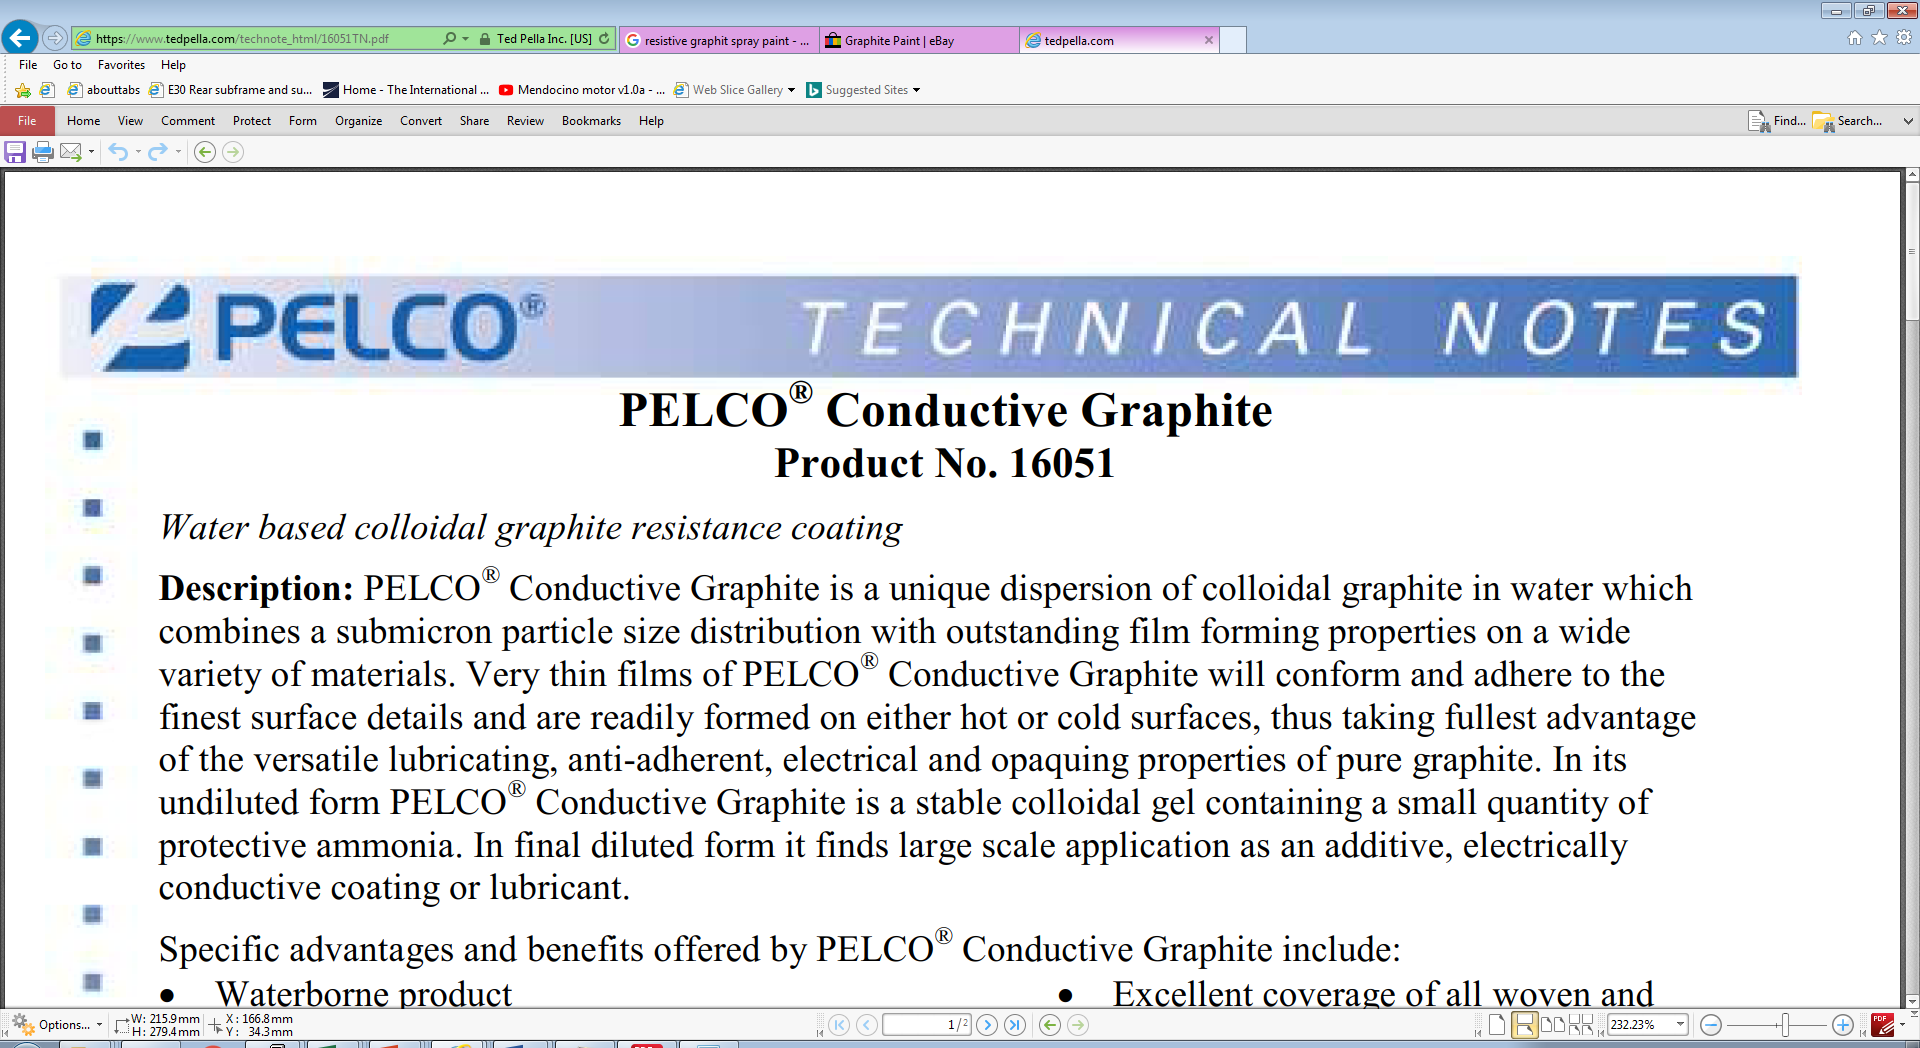 https://www.tedpella.com/technote_html/16051TN.pdf
Ted Pella Inc. [US]
resistive graphit spray paint - ...
Graphite Paint | eBay
tedpella.com
File Go to Favorites Help
abouttabs
E30 Rear subframe and su...
Home - The International ...
Mendocino motor v1.0a - ...
Web Slice Gallery
Suggested Sites
File Home View Comment Protect Form Organize Convert Share Review Bookmarks Help
Find... Search...
PELCO® TECHNICAL NOTES
PELCO® Conductive Graphite
Product No. 16051
Water based colloidal graphite resistance coating
Description: PELCO® Conductive Graphite is a unique dispersion of colloidal graphite in water which
combines a submicron particle size distribution with outstanding film forming properties on a wide
variety of materials. Very thin films of PELCO® Conductive Graphite will conform and adhere to the
finest surface details and are readily formed on either hot or cold surfaces, thus taking fullest advantage
of the versatile lubricating, anti-adherent, electrical and opaquing properties of pure graphite. In its
undiluted form PELCO® Conductive Graphite is a stable colloidal gel containing a small quantity of
protective ammonia. In final diluted form it finds large scale application as an additive, electrically
conductive coating or lubricant.
Specific advantages and benefits offered by PELCO® Conductive Graphite include:
• Waterborne product
• Excellent coverage of all woven and
Options...
W: 215.9 mm
H: 279.4 mm
X : 166.8 mm
Y : 34.3 mm
1 / 2
232.23%
PDF